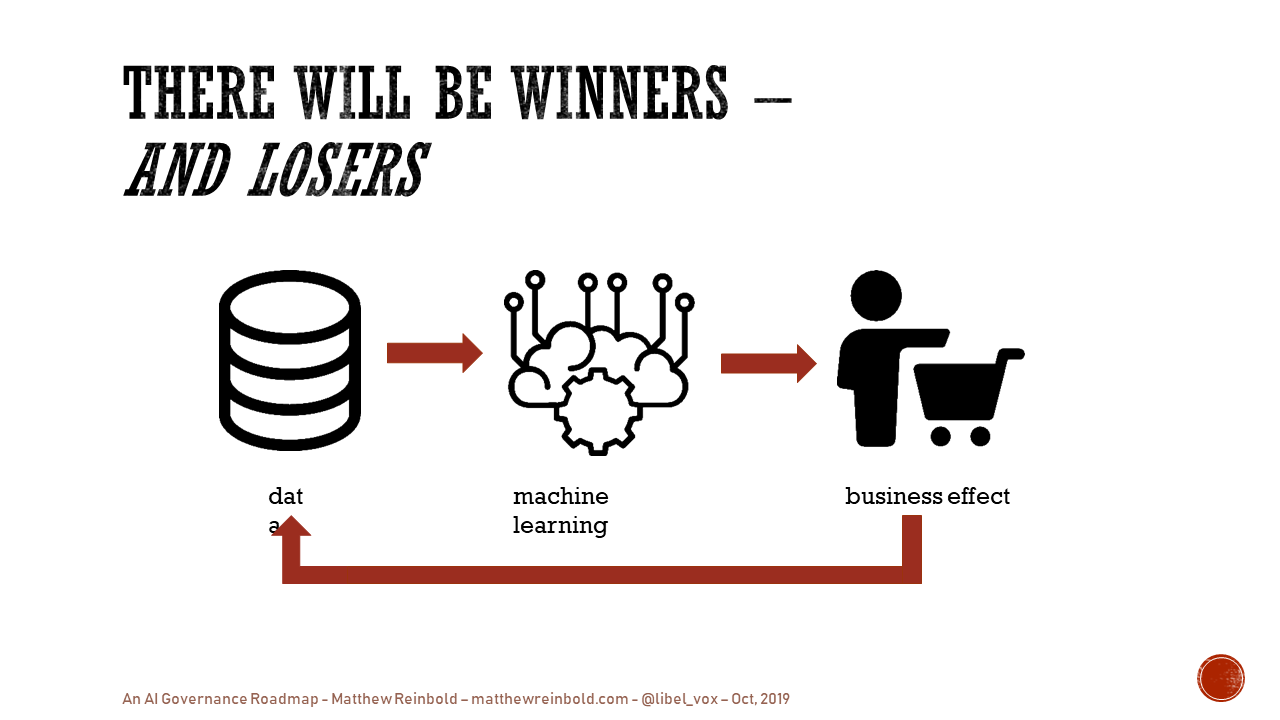 THERE WILL BE WINNERS –
AND LOSERS
dat
a
machine
learning
business effect
An AI Governance Roadmap - Matthew Reinbold – matthewreinbold.com - @libel_vox – Oct, 2019